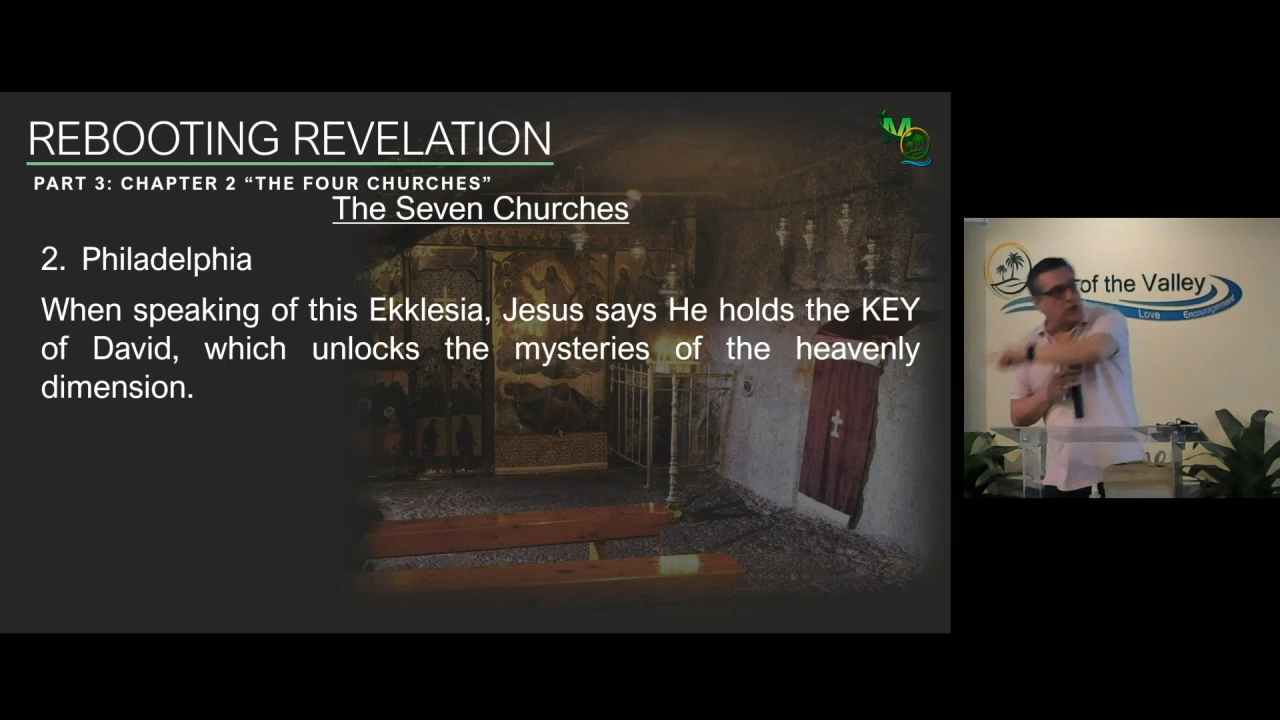 REBOOTING REVELATION
PART 3: CHAPTER 2 “THE FOUR CHURCHES”
The Seven Churches
2. Philadelphia
When speaking of this Ekklesia, Jesus says He holds the KEY
of David, which unlocks the mysteries of the heavenly
dimension.
M
of the Valley
Love
Encouragement